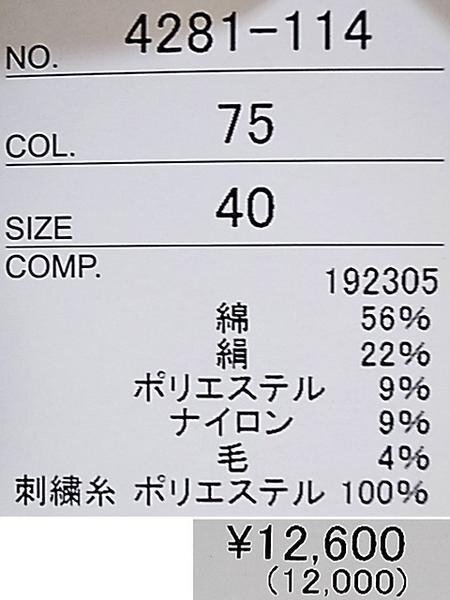 NO. 4281-114
COL. 75
SIZE 40
COMP.
192305
綿 56%
絹 22%
ポリエステル 9%
ナイロン 9%
毛 4%
刺繍糸 ポリエステル 100%
¥12,600
(12,000)